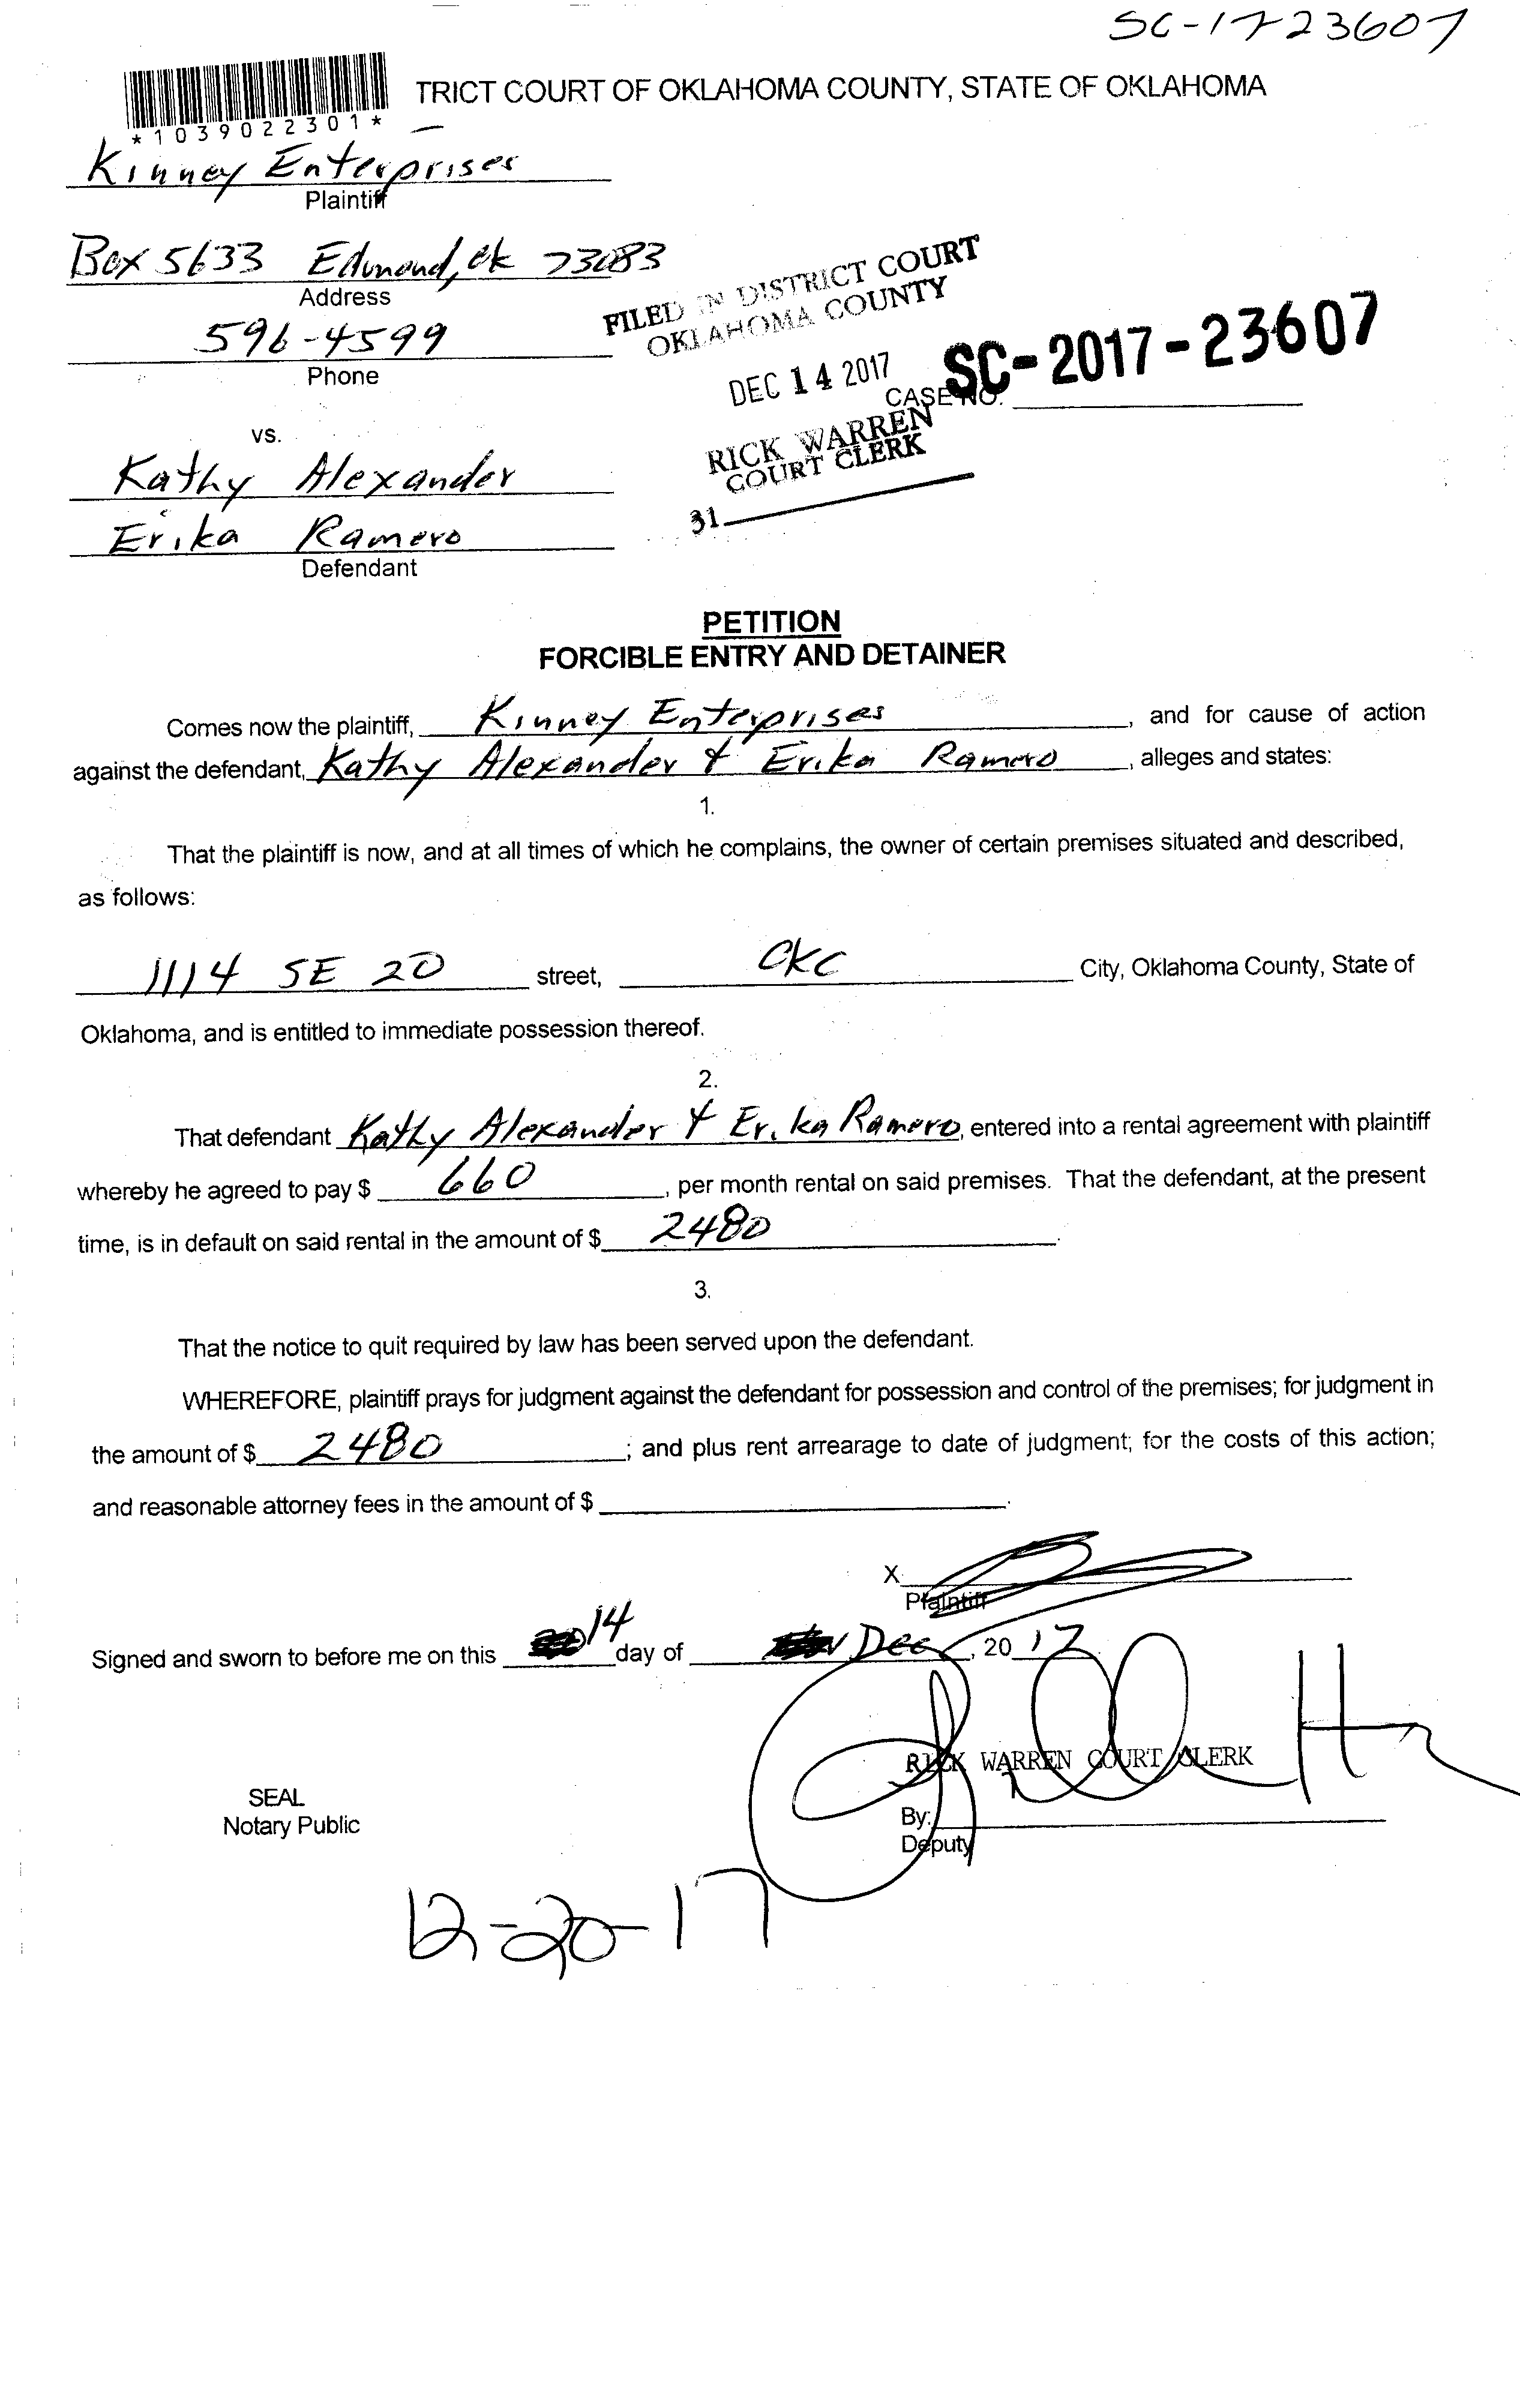 SC-1723607
TRICT COURT OF OKLAHOMA COUNTY, STATE OF OKLAHOMA
*1039022301*
Kinney Enterprises
Plaintiff
Box 5633 Edmond, Ok 73083
Address
596-4599
Phone
FILED IN DISTRICT COURT
OKLAHOMA COUNTY
DEC 14 2017
SC-2017-23607
CASE NO.
RICK WARREN
COURT CLERK
31
vs.
Kathy Alexander
Erika Ramero
Defendant
PETITION
FORCIBLE ENTRY AND DETAINER
Comes now the plaintiff, Kinney Enterprises, and for cause of action
against the defendant, Kathy Alexander & Erika Ramero, alleges and states:
1.
That the plaintiff is now, and at all times of which he complains, the owner of certain premises situated and described,
as follows:
1114 SE 20 street, OKC City, Oklahoma County, State of
Oklahoma, and is entitled to immediate possession thereof.
2.
That defendant Kathy Alexander & Erika Ramero, entered into a rental agreement with plaintiff
whereby he agreed to pay $ 660, per month rental on said premises. That the defendant, at the present
time, is in default on said rental in the amount of $ 2480.
3.
That the notice to quit required by law has been served upon the defendant.
WHEREFORE, plaintiff prays for judgment against the defendant for possession and control of the premises; for judgment in
the amount of $ 2480; and plus rent arrearage to date of judgment; for the costs of this action;
and reasonable attorney fees in the amount of $ .
X
Plaintiff
Signed and sworn to before me on this 14 day of Dec, 2017
RICK WARREN COURT CLERK
SEAL
Notary Public
By:
Deputy
12-20-17